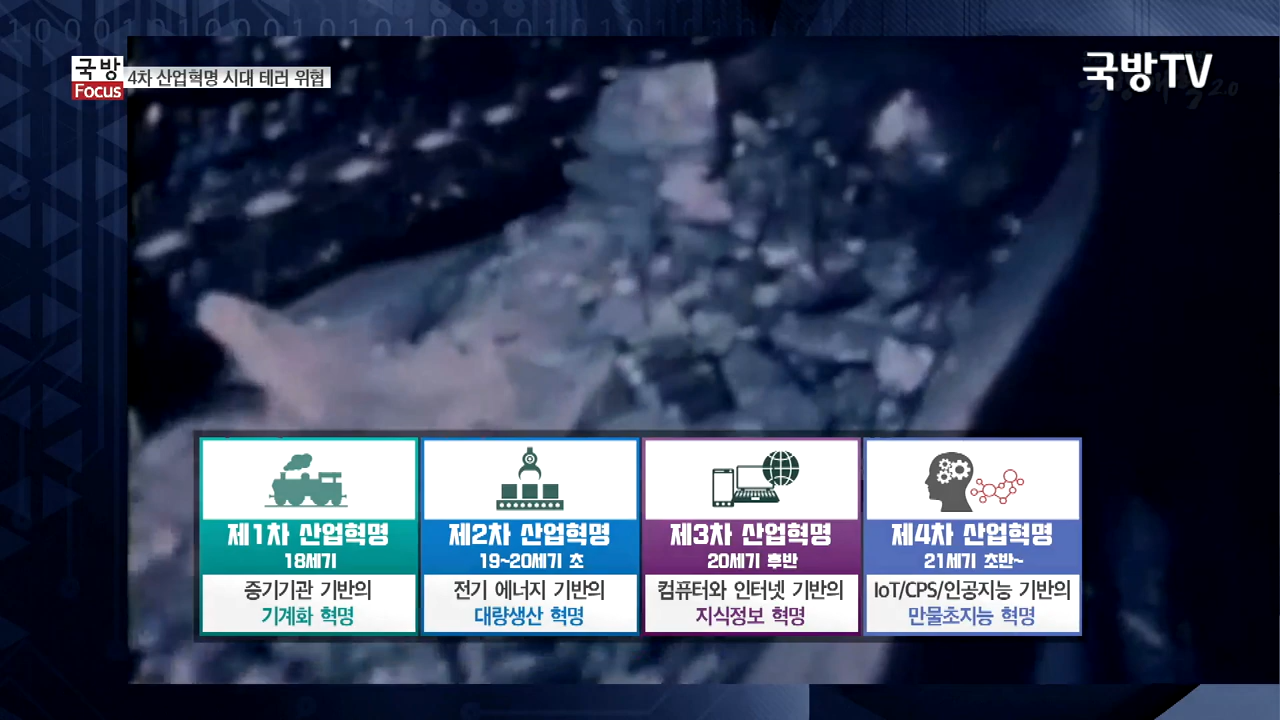 국방
Focus
4차 산업혁명 시대 테러 위협
국방TV
제1차 산업혁명
18세기
증기기관 기반의
기계화 혁명
제2차 산업혁명
19~20세기 초
전기 에너지 기반의
대량생산 혁명
제3차 산업혁명
20세기 후반
컴퓨터와 인터넷 기반의
지식정보 혁명
제4차 산업혁명
21세기 초반~
IoT/CPS/인공지능 기반의
만물초지능 혁명